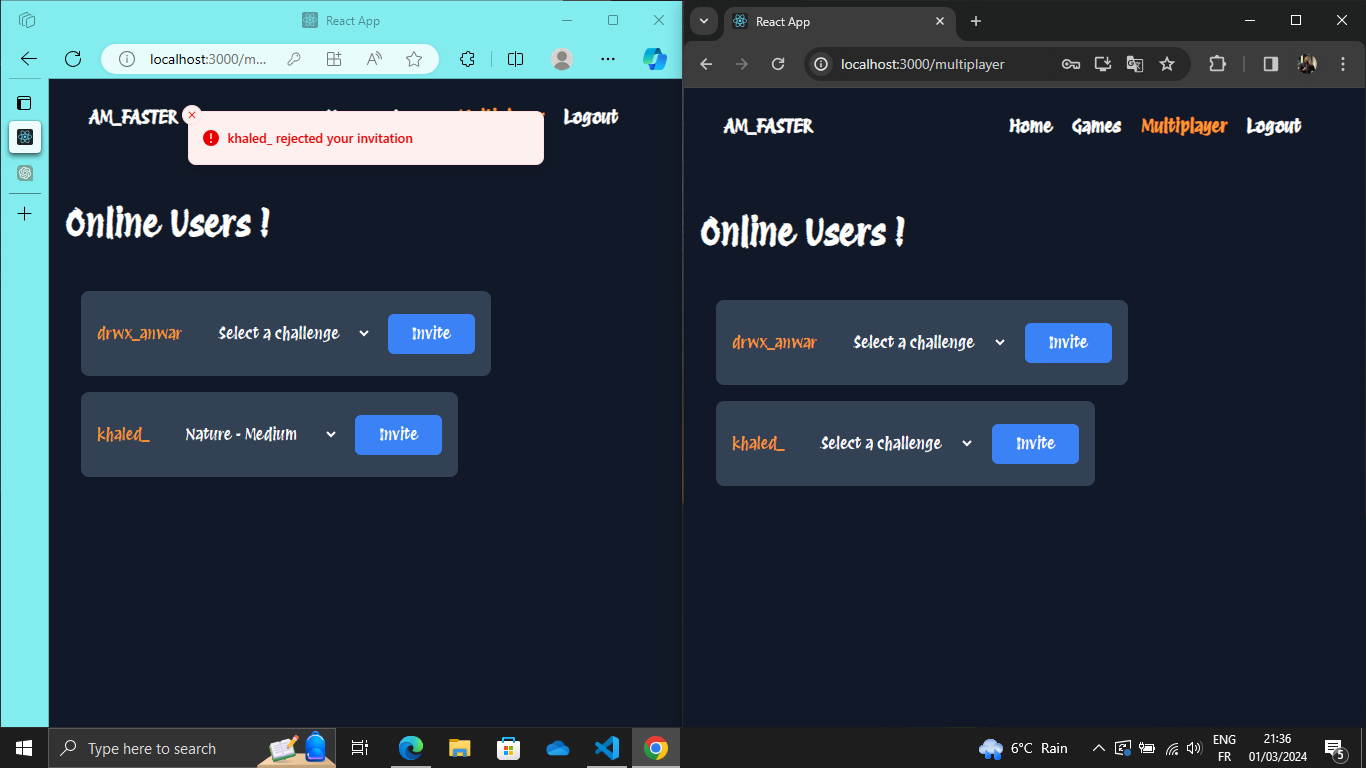 React App
localhost:3000/m...
AM_FASTER
Logout
khaled_ rejected your invitation
Online Users !
drwx_anwar Select a challenge Invite
khaled_ Nature - Medium Invite
React App
localhost:3000/multiplayer
AM_FASTER Home Games Multiplayer Logout
Online Users !
drwx_anwar Select a challenge Invite
khaled_ Select a challenge Invite
Type here to search
6°C Rain
ENG
FR
21:36
01/03/2024
5